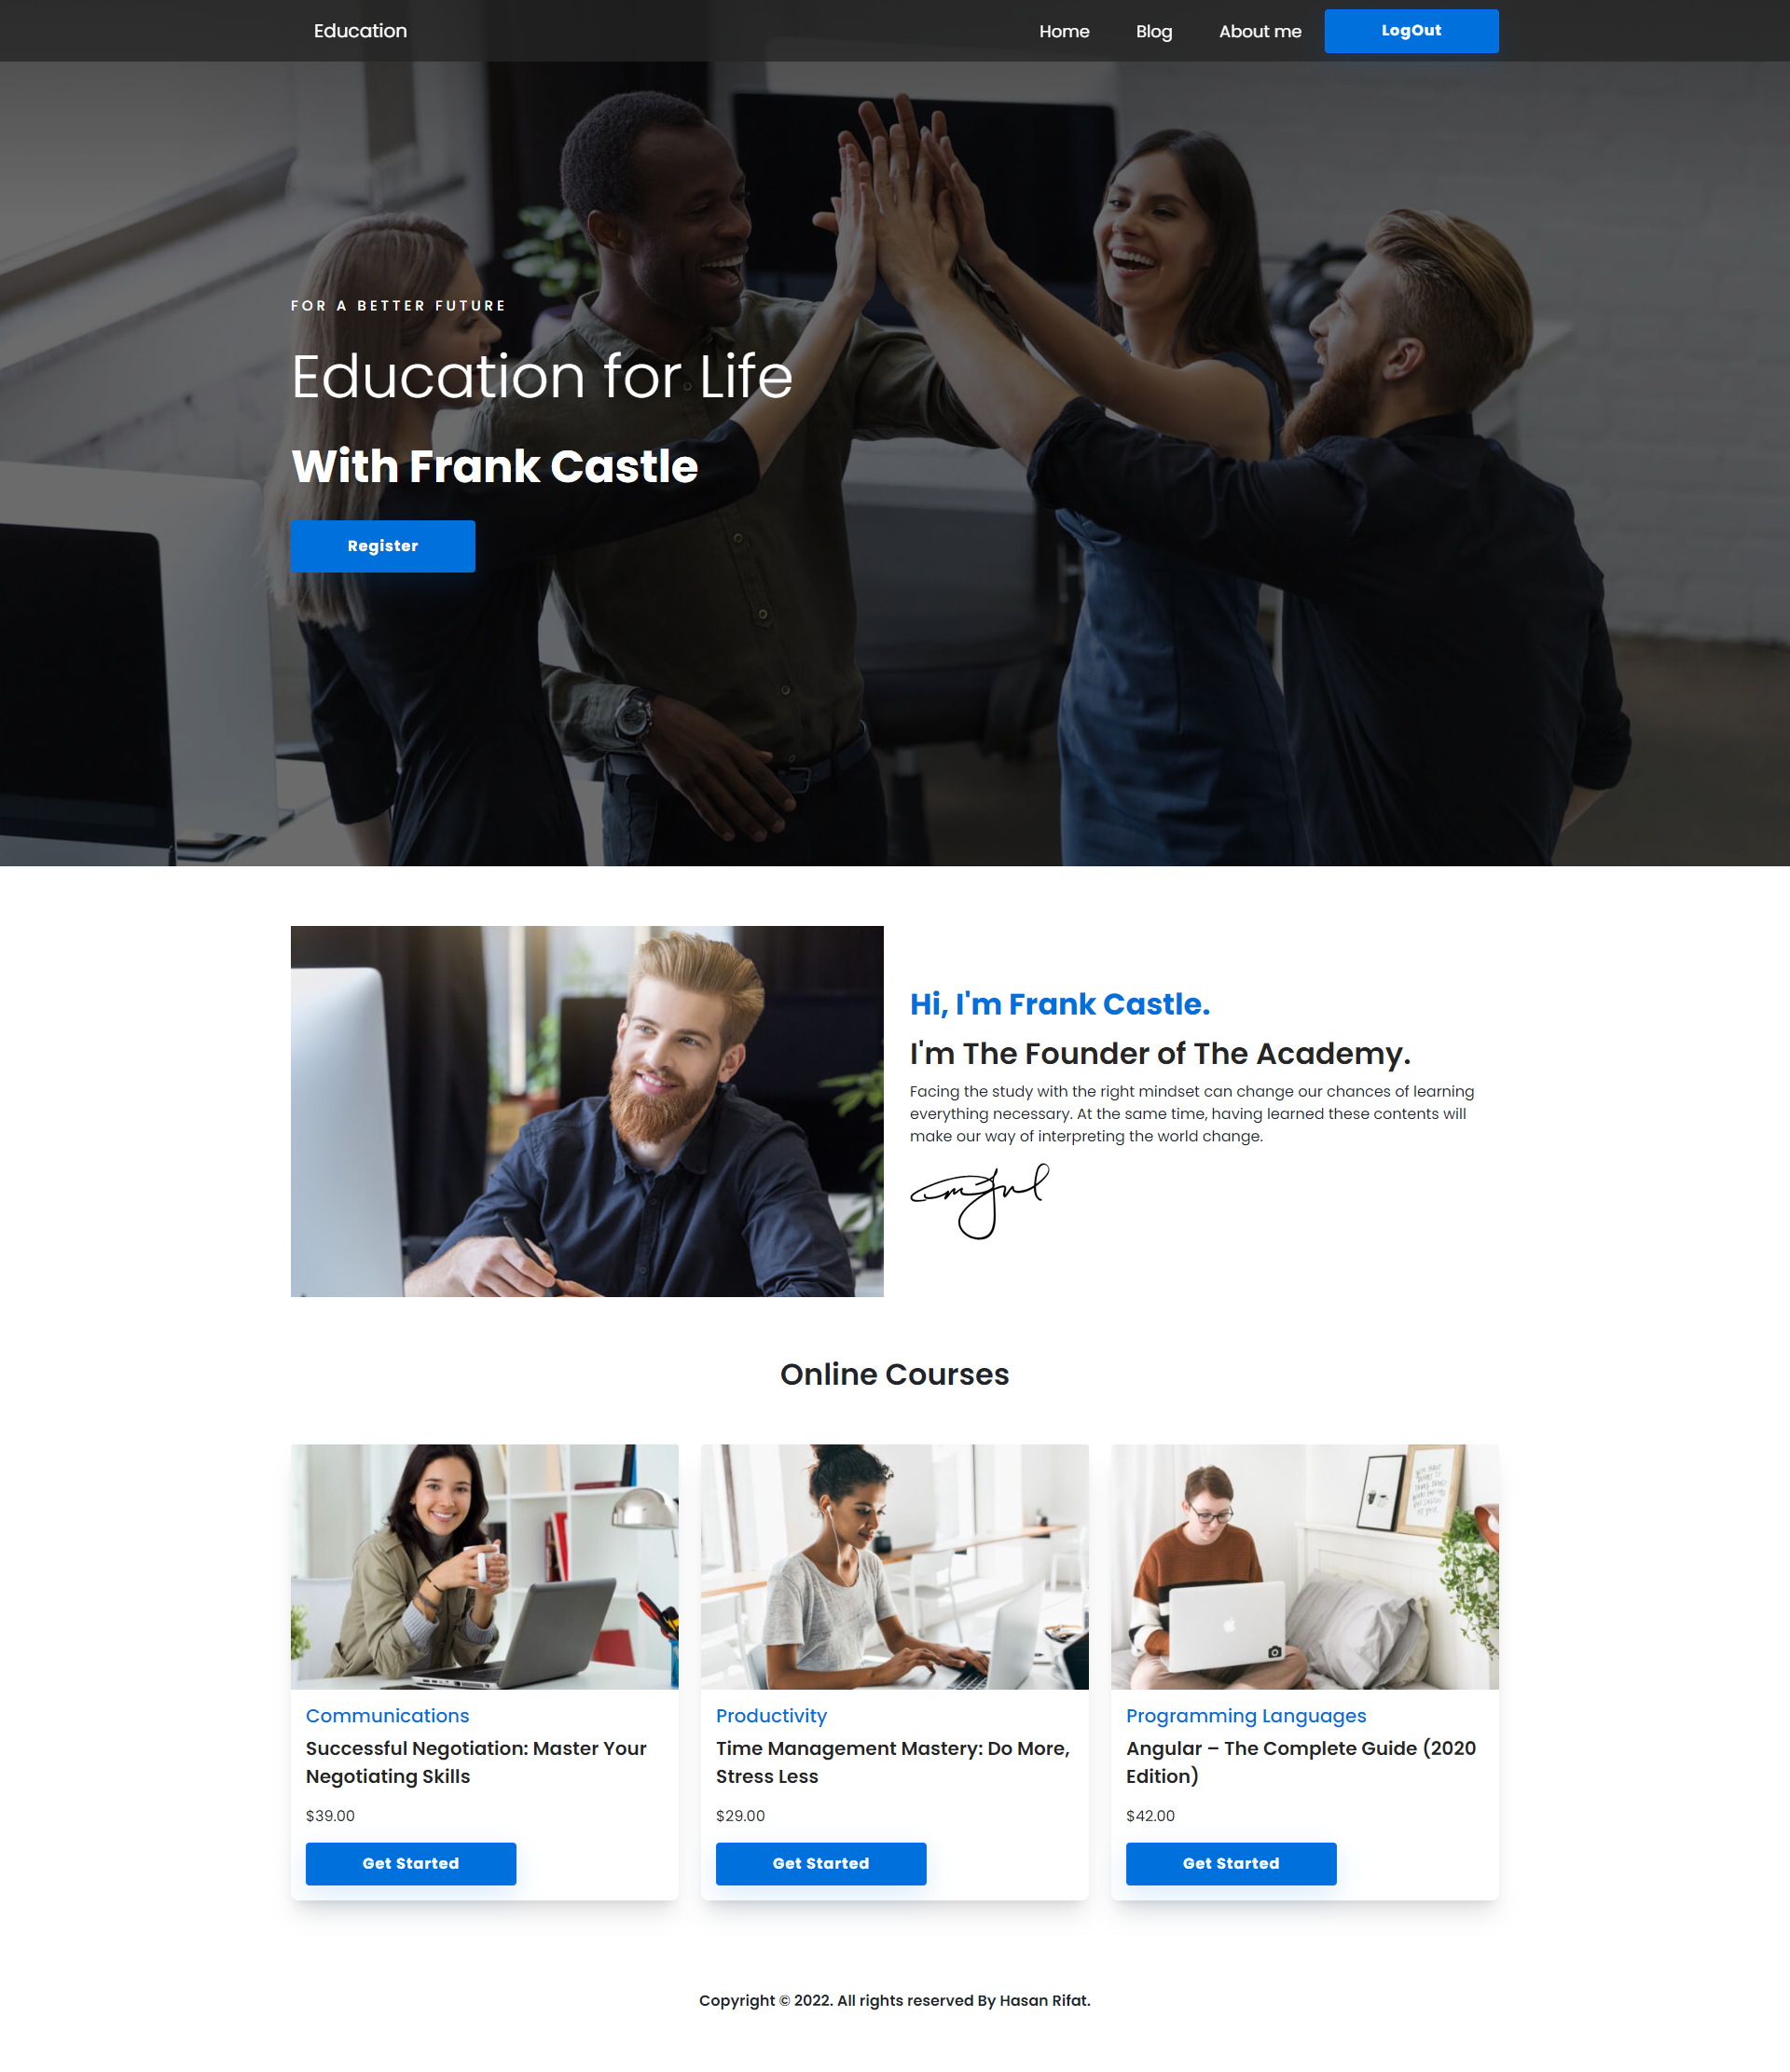 Education
Home
Blog
About me
LogOut
FOR A BETTER FUTURE
Education for Life
With Frank Castle
Register
Hi, I'm Frank Castle.
I'm The Founder of The Academy.
Facing the study with the right mindset can change our chances of learning
everything necessary. At the same time, having learned these contents will
make our way of interpreting the world change.
Online Courses
Communications
Successful Negotiation: Master Your
Negotiating Skills
$39.00
Get Started
Productivity
Time Management Mastery: Do More,
Stress Less
$29.00
Get Started
Programming Languages
Angular – The Complete Guide (2020
Edition)
$42.00
Get Started
Copyright © 2022. All rights reserved By Hasan Rifat.